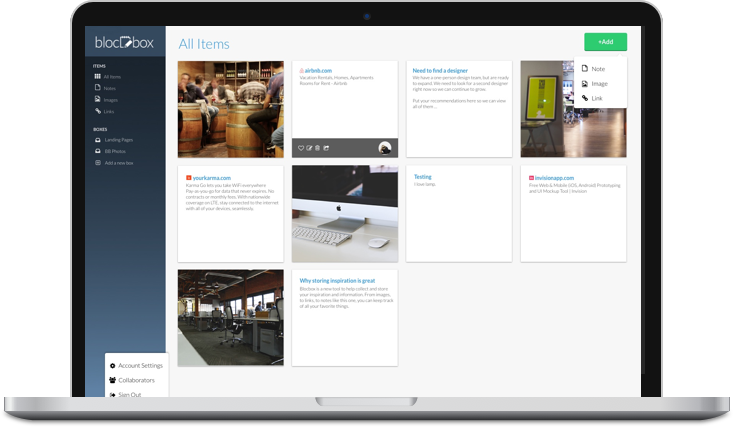 blocbox
All Items
+Add
ITEMS
All Items
Notes
Images
Links
BOXES
Landing Pages
BB Photos
Add a new box
Account Settings
Collaborators
Sign Out
Note
Image
Link
airbnb.com
Vacation Rentals, Homes, Apartments
Rooms for Rent - Airbnb
Need to find a designer
We have a one-person design team, but are ready
to expand. We need to look for a second designer
right now so we can continue to grow.
Put your recommendations here so we can view
all of them ...
yourkarma.com
Karma Go lets you take WiFi everywhere.
Pay-as-you-go for data that never expires. No
contracts or monthly fees. With nationwide
coverage on LTE, stay connected to the internet
with all of your devices, seamlessly.
Testing
I love help.
invisionapp.com
Free Web & Mobile (iOS, Android) Prototyping
and UI Mockup Tool | InVision
Why storing inspiration is great
Blocbox is a new tool to help collect and store
your inspiration and information. From images
to links, to notes like this one, you can keep track
of all your favorite things.